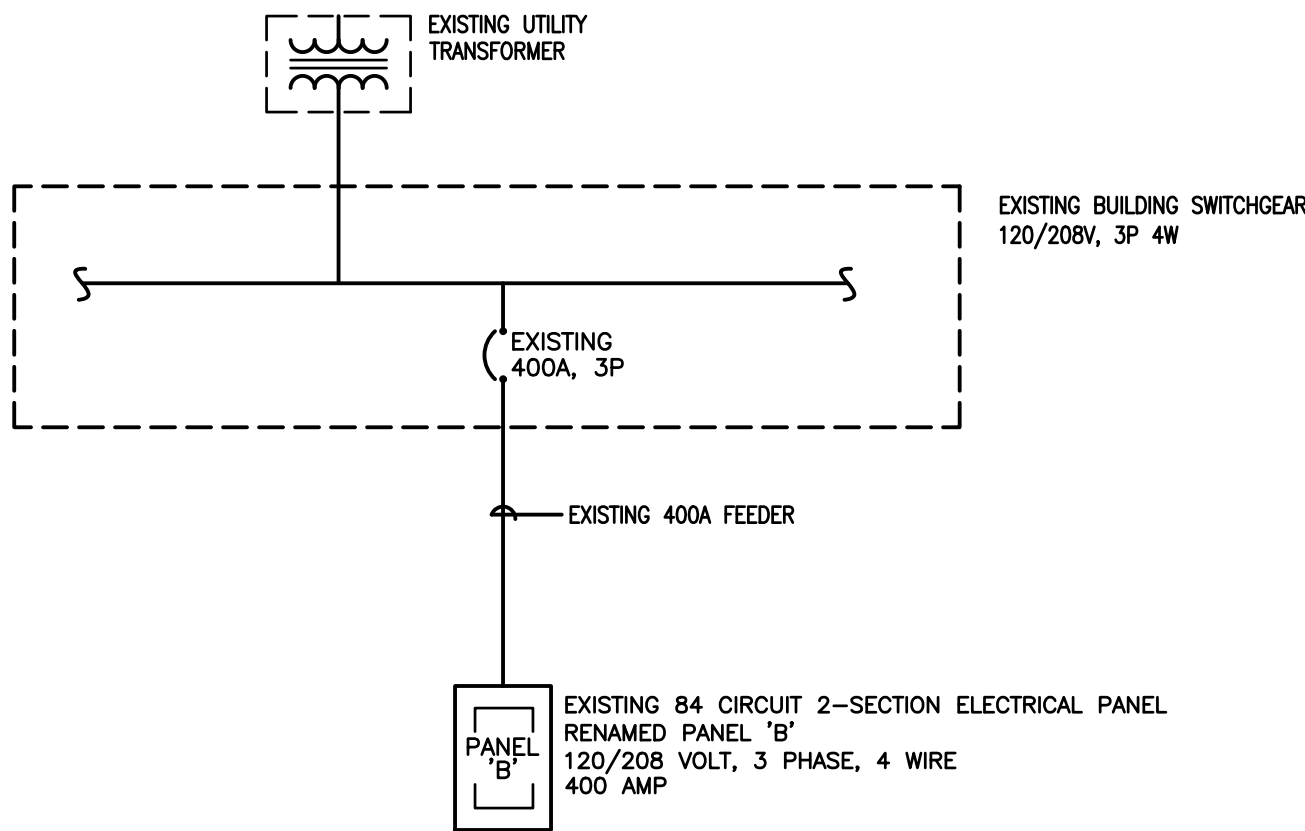 EXISTING UTILITY
TRANSFORMER
EXISTING BUILDING SWITCHGEAR
120/208V, 3P 4W
EXISTING
400A, 3P
EXISTING 400A FEEDER
EXISTING 84 CIRCUIT 2-SECTION ELECTRICAL PANEL
RENAMED PANEL 'B'
120/208 VOLT, 3 PHASE, 4 WIRE
400 AMP
PANEL
'B'